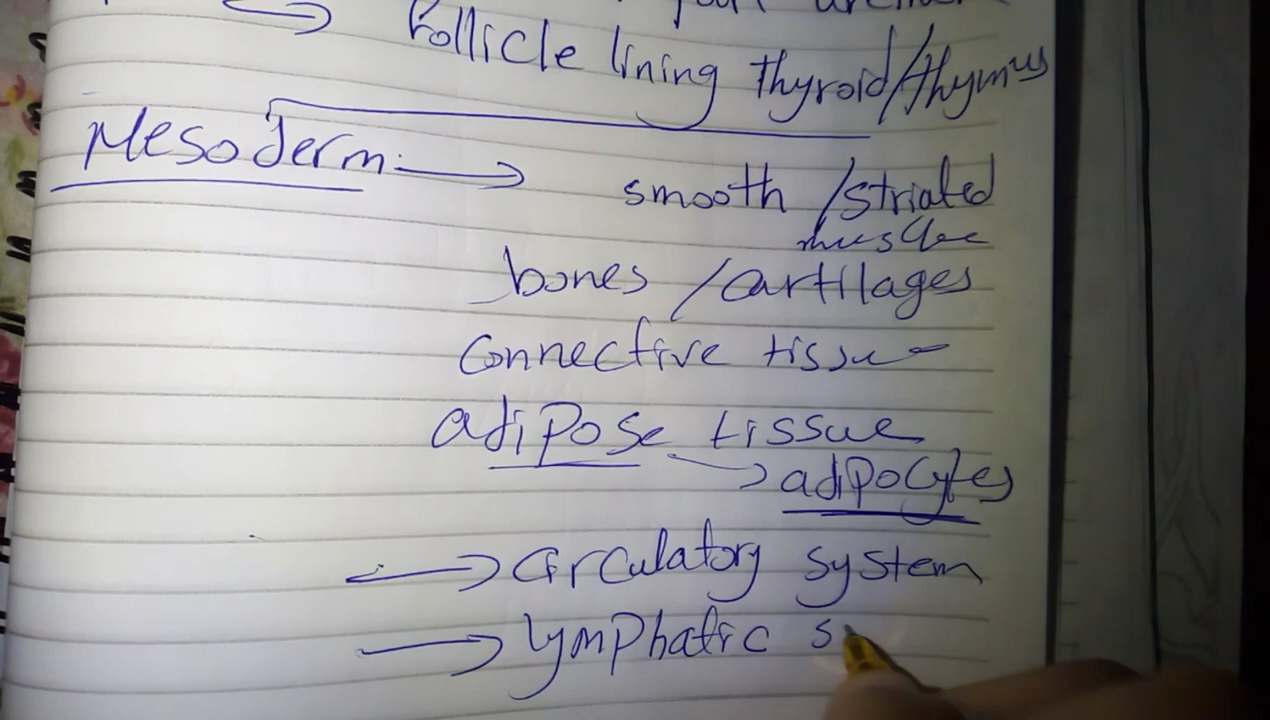 Follicle lining thyroid/thymus
Mesoderm
smooth /striated
muscle
bones /cartilages
connective tissue
adipose tissue
adipocytes
circulatory system
lymphatic s